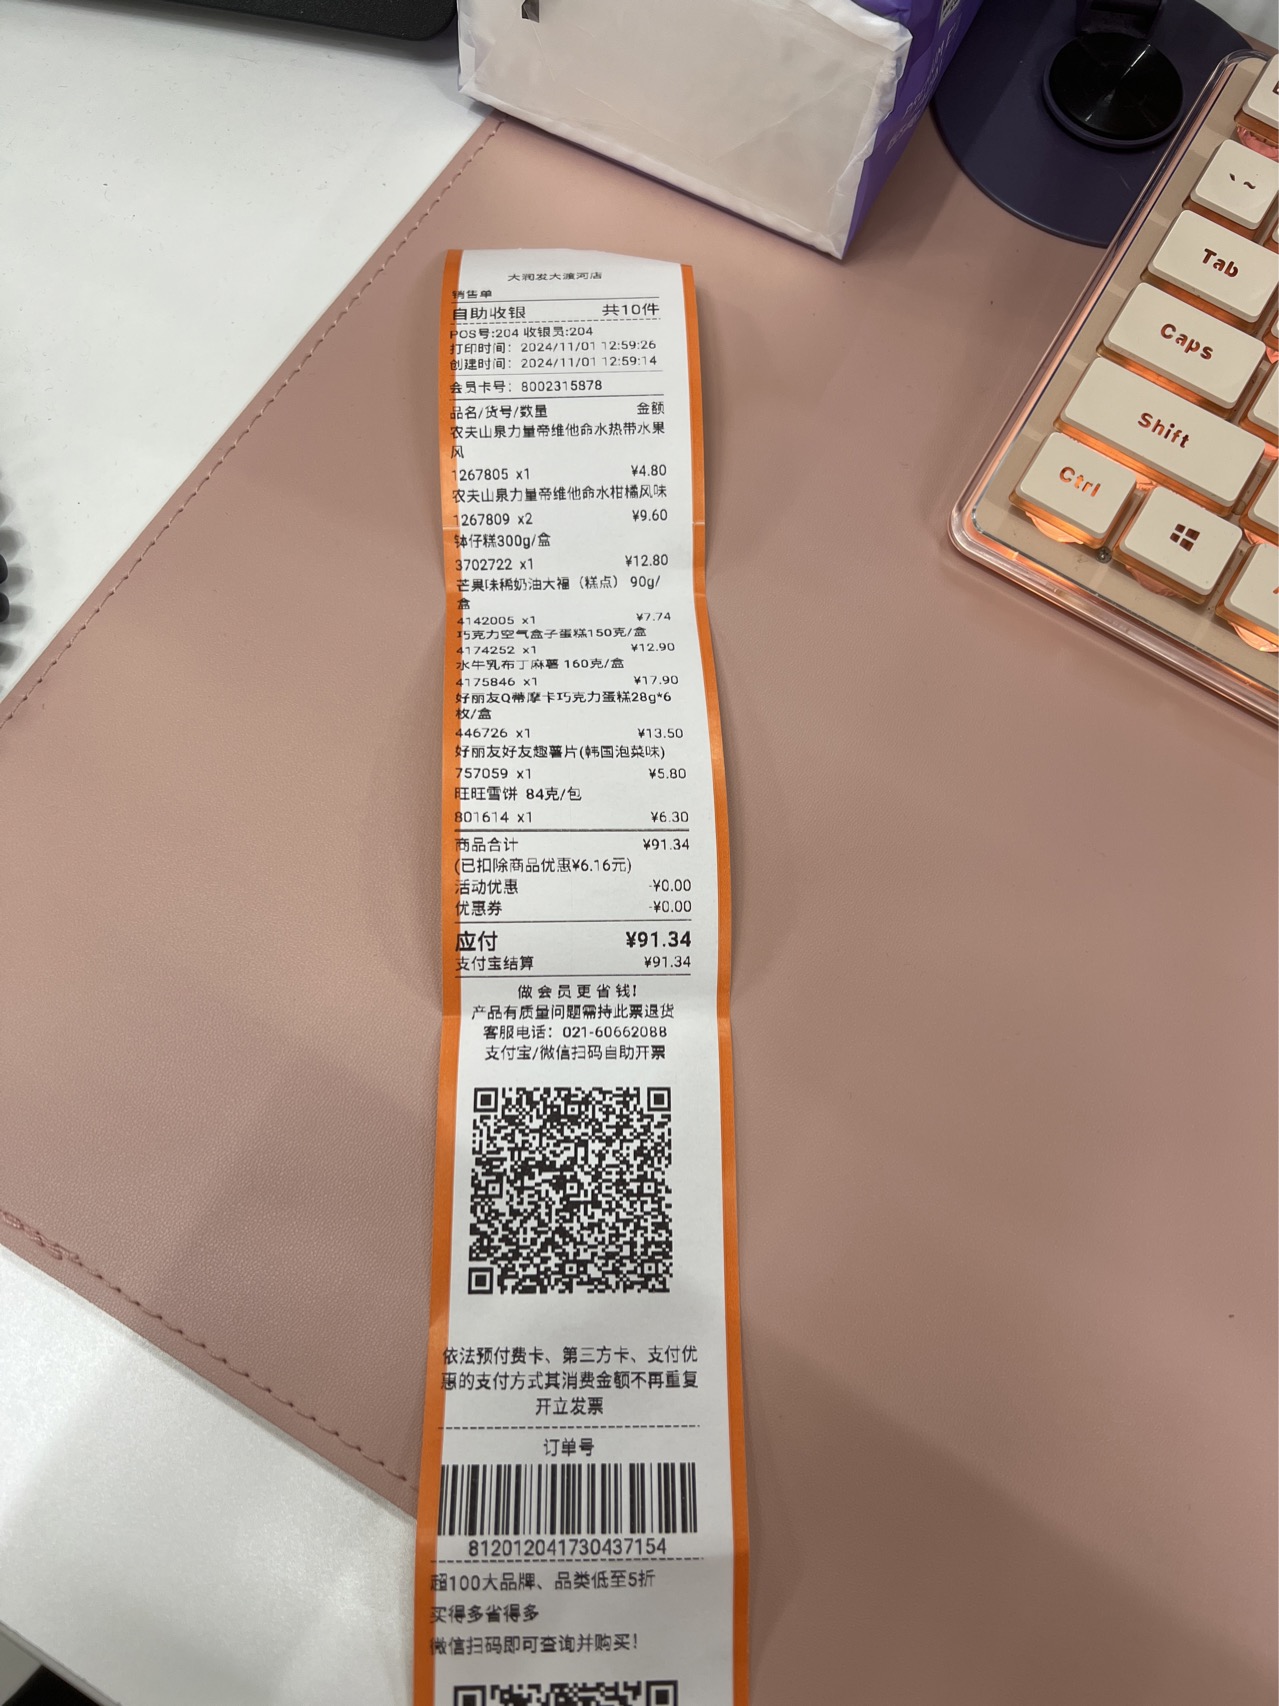 大润发大渡河店
销售单
自助收银 共10件
POS号:204 收银员:204
打印时间: 2024/11/01 12:59:26
创建时间: 2024/11/01 12:59:14
会员卡号: 8002315878
品名/货号/数量 金额
农夫山泉力量帝维他命水热带水果
风
1267805 x1 ¥4.80
农夫山泉力量帝维他命水柑橘风味
1267809 x2 ¥9.60
钵仔糕300g/盒
3702722 x1 ¥12.80
芒果味稀奶油大福（糕点） 90g/
盒
4142005 x1 ¥7.74
巧克力空气盒子蛋糕150克/盒
4174252 x1 ¥12.90
水牛乳布丁麻薯 160克/盒
4175846 x1 ¥17.90
好丽友Q蒂摩卡巧克力蛋糕28g*6
枚/盒
446726 x1 ¥13.50
好丽友好友趣薯片(韩国泡菜味)
757059 x1 ¥5.80
旺旺雪饼 84克/包
801614 x1 ¥6.30
商品合计 ¥91.34
(已扣除商品优惠¥6.16元)
活动优惠 -¥0.00
优惠券 -¥0.00
应付 ¥91.34
支付宝结算 ¥91.34
做会员更省钱!
产品有质量问题需持此票退货
客服电话: 021-60662088
支付宝/微信扫码自助开票
依法预付费卡、第三方卡、支付优
惠的支付方式其消费金额不再重复
开立发票
订单号
812012041730437154
超100大品牌、品类低至5折
买得多省得多
微信扫码即可查询并购买!
` ~
Tab
Caps
Shift
Ctrl